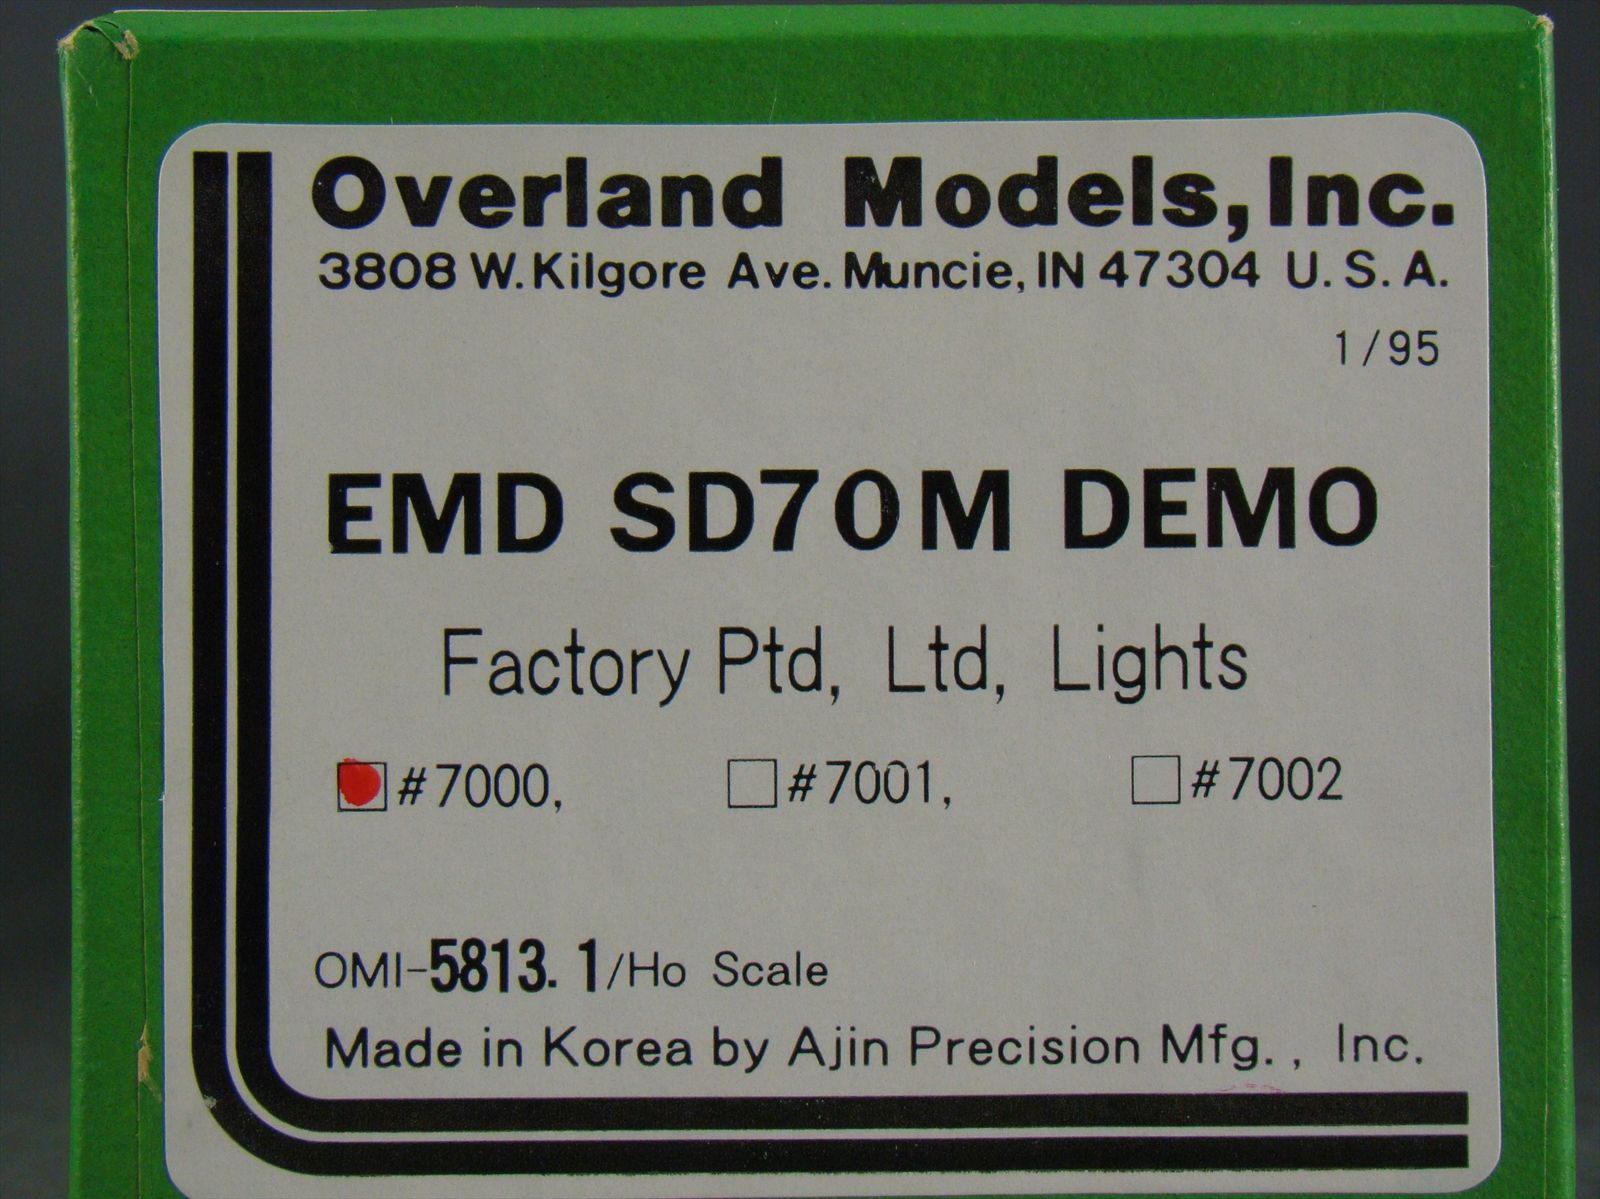 Overland Models, Inc.
3808 W. Kilgore Ave. Muncie, IN 47304 U. S. A.
1/95
EMD SD70M DEMO
Factory Ptd, Ltd, Lights
#7000, #7001, #7002
OMI-5813. 1/Ho Scale
Made in Korea by Ajin Precision Mfg. , Inc.